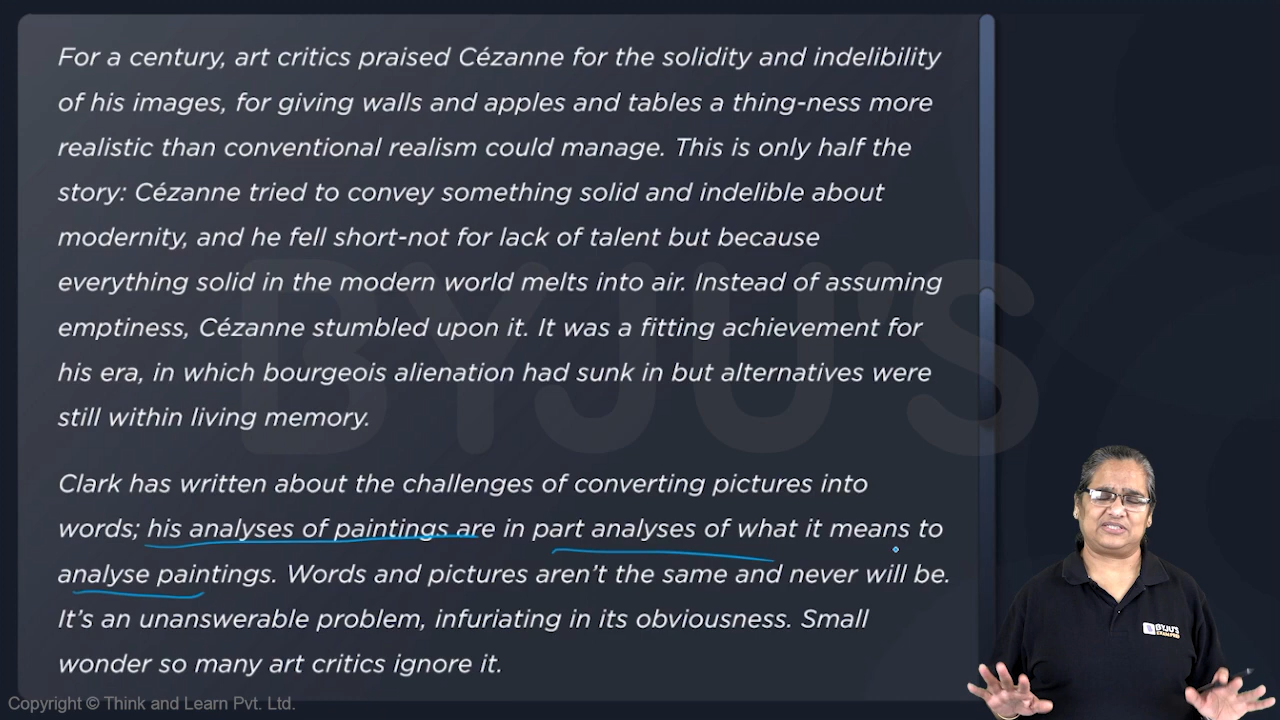 For a century, art critics praised Cézanne for the solidity and indelibility
of his images, for giving walls and apples and tables a thing-ness more
realistic than conventional realism could manage. This is only half the
story: Cézanne tried to convey something solid and indelible about
modernity, and he fell short-not for lack of talent but because
everything solid in the modern world melts into air. Instead of assuming
emptiness, Cézanne stumbled upon it. It was a fitting achievement for
his era, in which bourgeois alienation had sunk in but alternatives were
still within living memory.
Clark has written about the challenges of converting pictures into
words; his analyses of paintings are in part analyses of what it means to
analyse paintings. Words and pictures aren't the same and never will be.
It's an unanswerable problem, infuriating in its obviousness. Small
wonder so many art critics ignore it.
BYJU'S
BYJU'S
Copyright © Think and Learn Pvt. Ltd.